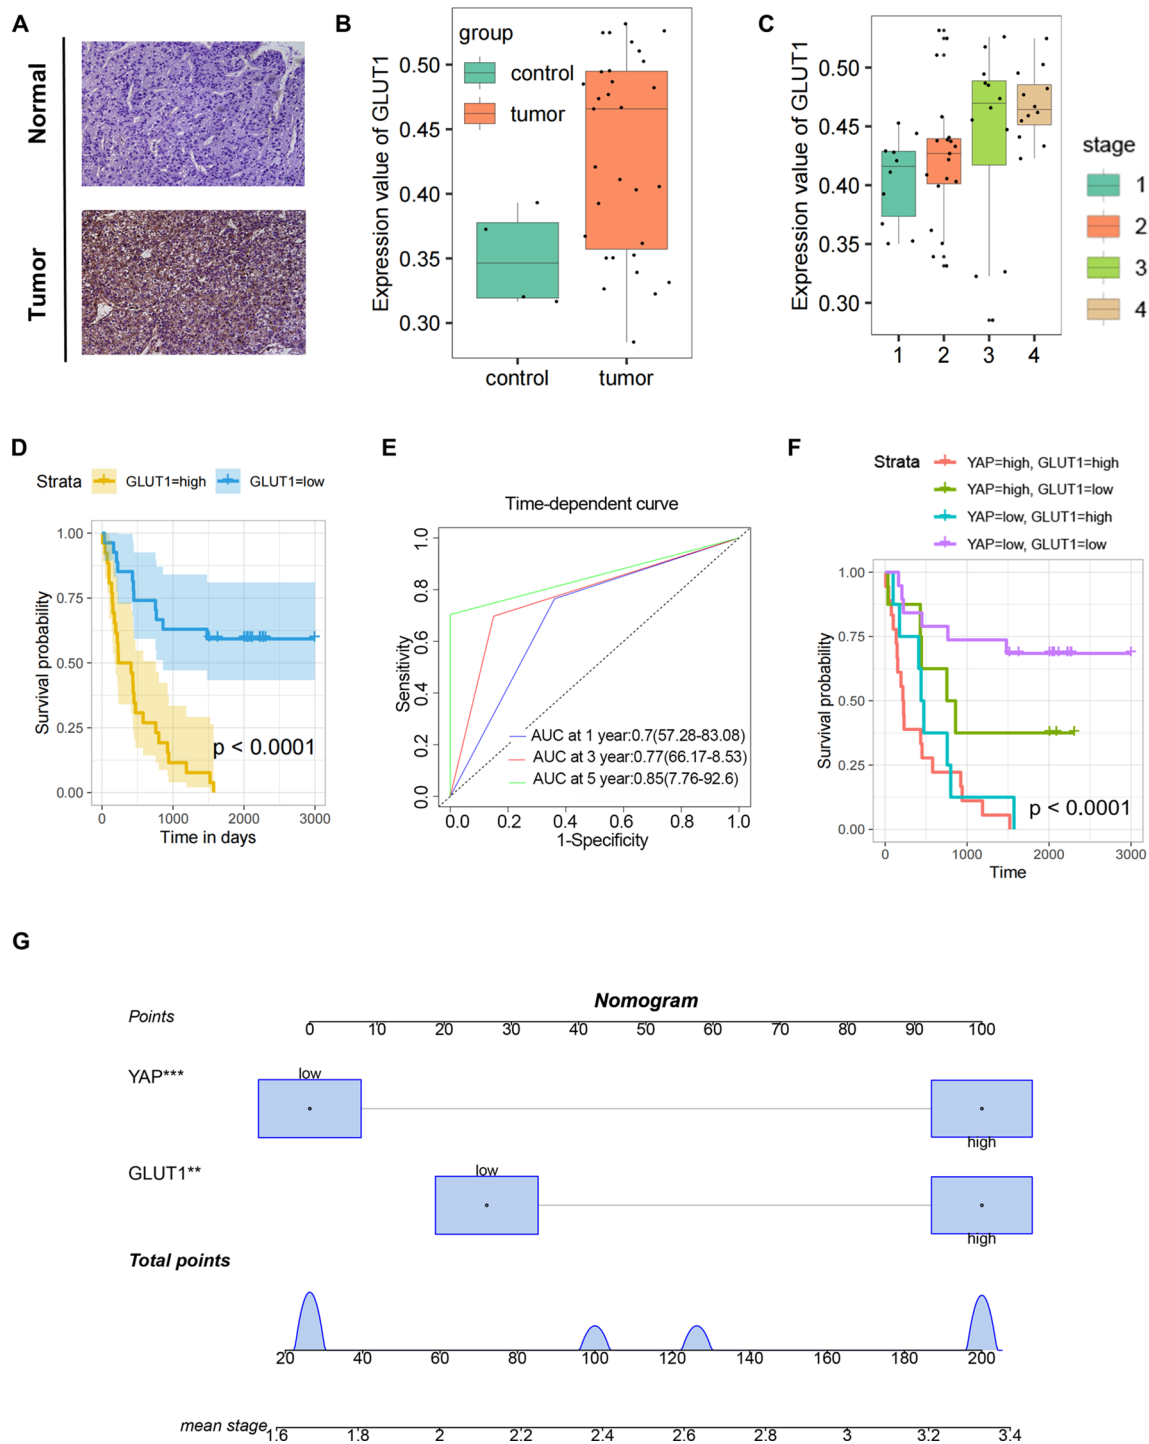 A
Normal
Tumor
B
group
control
tumor
Expression value of GLUT1
0.50
0.45
0.40
0.35
0.30
control
tumor
C
Expression value of GLUT1
0.50
0.45
0.40
0.35
0.30
1
2
3
4
stage
1
2
3
4
D
Strata
GLUT1=high
GLUT1=low
Survival probability
1.00
0.75
0.50
0.25
0.00
p < 0.0001
0
1000
2000
3000
Time in days
E
Time-dependent curve
Sensitivity
1.0
0.8
0.6
0.4
0.2
0.0
AUC at 1 year:0.7(57.28-83.08)
AUC at 3 year:0.77(66.17-8.53)
AUC at 5 year:0.85(7.76-92.6)
0.0
0.2
0.4
0.6
0.8
1.0
1-Specificity
F
Strata
YAP=high, GLUT1=high
YAP=high, GLUT1=low
YAP=low, GLUT1=high
YAP=low, GLUT1=low
Survival probability
1.00
0.75
0.50
0.25
0.00
p < 0.0001
0
1000
2000
3000
Time
G
Nomogram
Points
0 10 20 30 40 50 60 70 80 90 100
YAP***
low
high
GLUT1**
low
high
Total points
20 40 60 80 100 120 140 160 180 200
mean stage
1.6 1.8 2 2.2 2.4 2.6 2.8 3 3.2 3.4